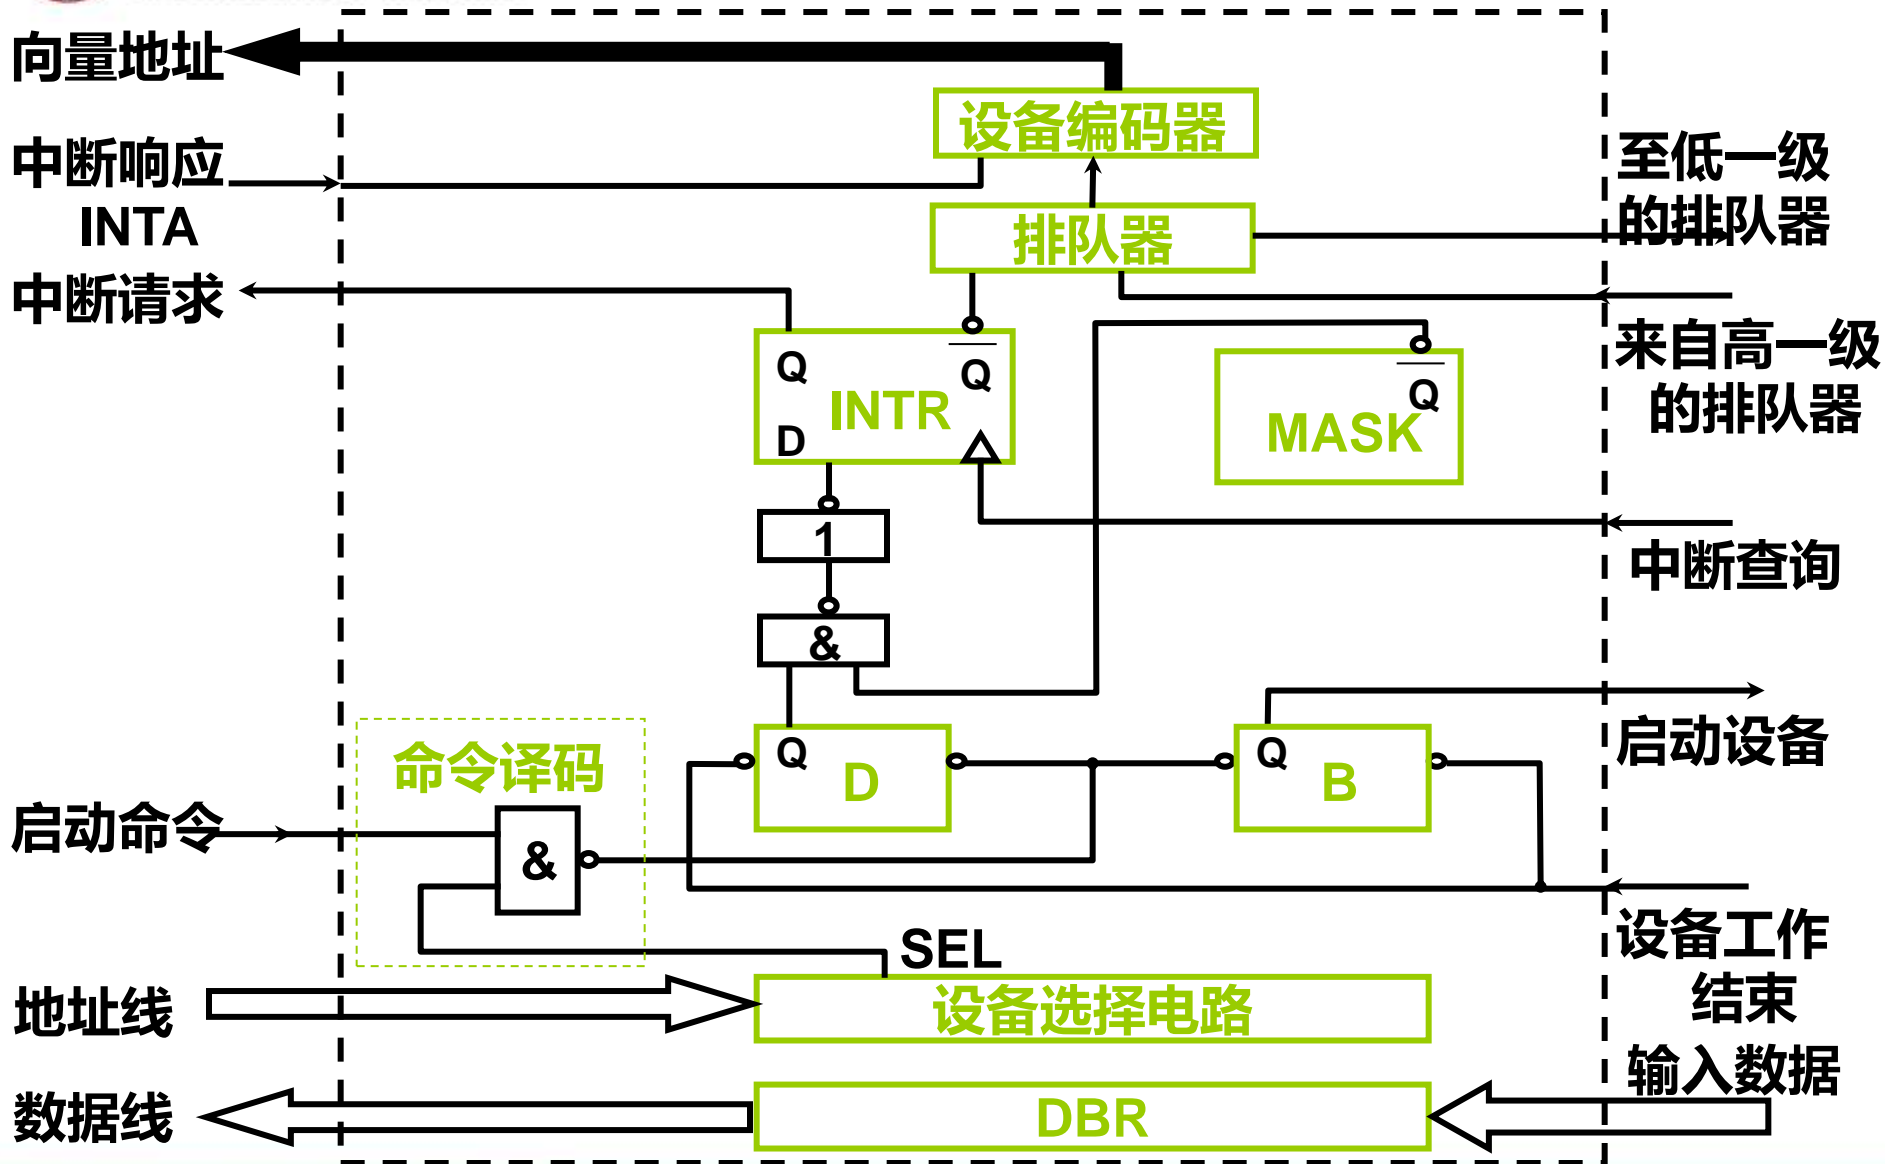 向量地址
设备编码器
中断响应
INTA
至低一级
的排队器
排队器
中断请求
来自高一级
的排队器
Q
Q
INTR
D
Q
MASK
1
中断查询
&
启动设备
命令译码
Q
D
Q
B
启动命令
&
设备工作
结束
SEL
地址线
设备选择电路
输入数据
数据线
DBR